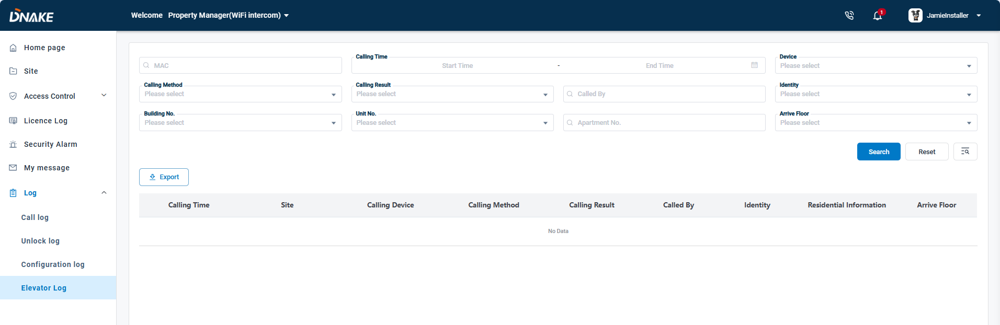 DNAKE
Welcome Property Manager(WiFi intercom)
1
JamieInstaller
Home page
Site
Access Control
Licence Log
Security Alarm
My message
Log
Call log
Unlock log
Configuration log
Elevator Log
MAC
Calling Time
Start Time - End Time
Device
Please select
Calling Method
Please select
Calling Result
Please select
Called By
Identity
Please select
Building No.
Please select
Unit No.
Please select
Apartment No.
Arrive Floor
Please select
Search
Reset
Export
Calling Time Site Calling Device Calling Method Calling Result Called By Identity Residential Information Arrive Floor
No Data